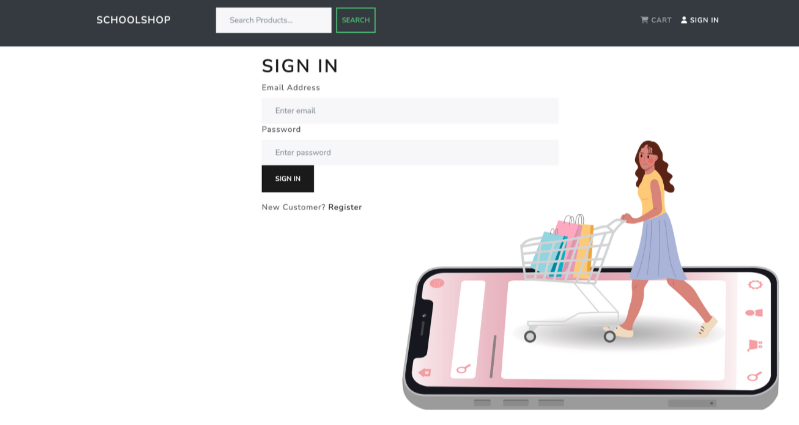 SCHOOLSHOP
Search Products...
SEARCH
CART
SIGN IN
SIGN IN
Email Address
Enter email
Password
Enter password
SIGN IN
New Customer? Register